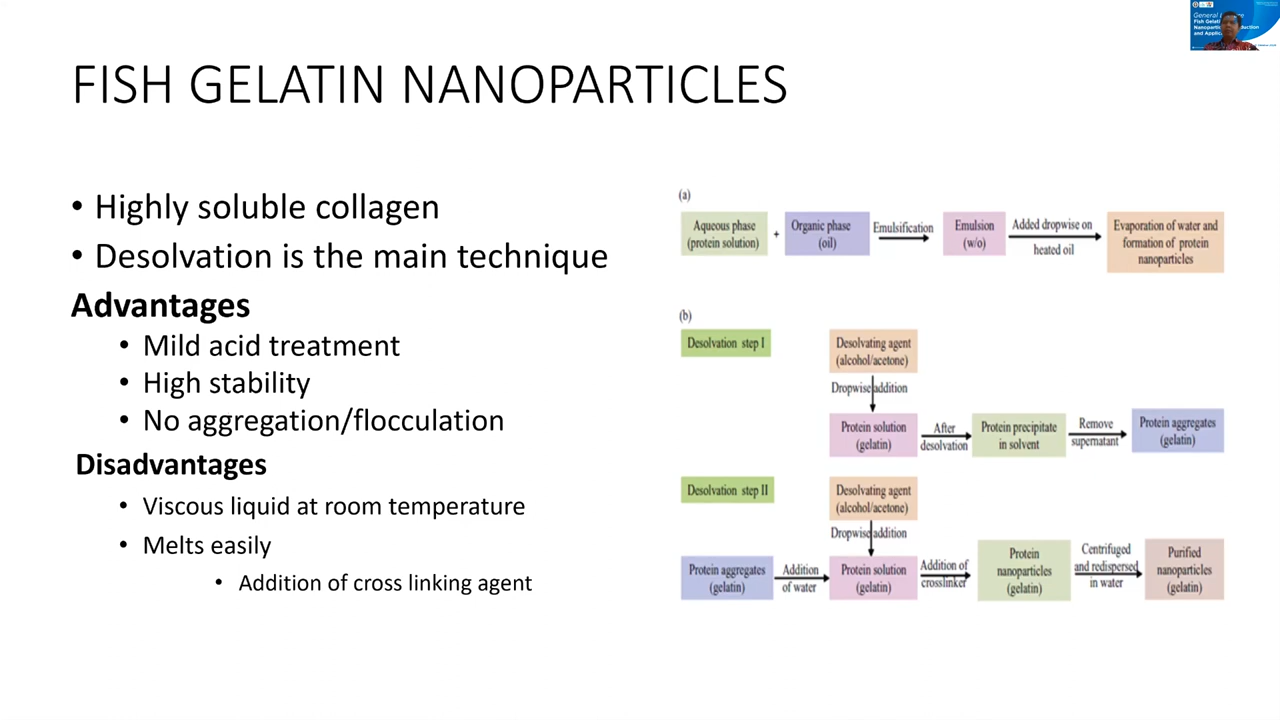 General Lecture
Fish Gelatin
FISH GELATIN NANOPARTICLES
• Highly soluble collagen
• Desolvation is the main technique
Advantages
• Mild acid treatment
• High stability
• No aggregation/flocculation
Disadvantages
• Viscous liquid at room temperature
• Melts easily
• Addition of cross linking agent
(a)
Aqueous phase
(protein solution)
+
Organic phase
(oil)
Emulsification
Emulsion
(w/o)
Added dropwise on
heated oil
Evaporation of water and
formation of protein
nanoparticles
(b)
Desolvation step I
Desolvating agent
(alcohol/acetone)
Dropwise addition
Protein solution
(gelatin)
After
desolvation
Protein precipitate
in solvent
Remove
supernatant
Protein aggregates
(gelatin)
Desolvation step II
Desolvating agent
(alcohol/acetone)
Dropwise addition
Protein aggregates
(gelatin)
Addition
of water
Protein solution
(gelatin)
Addition of
crosslinker
Protein
nanoparticles
(gelatin)
Centrifuged
and redispersed
in water
Purified
nanoparticles
(gelatin)